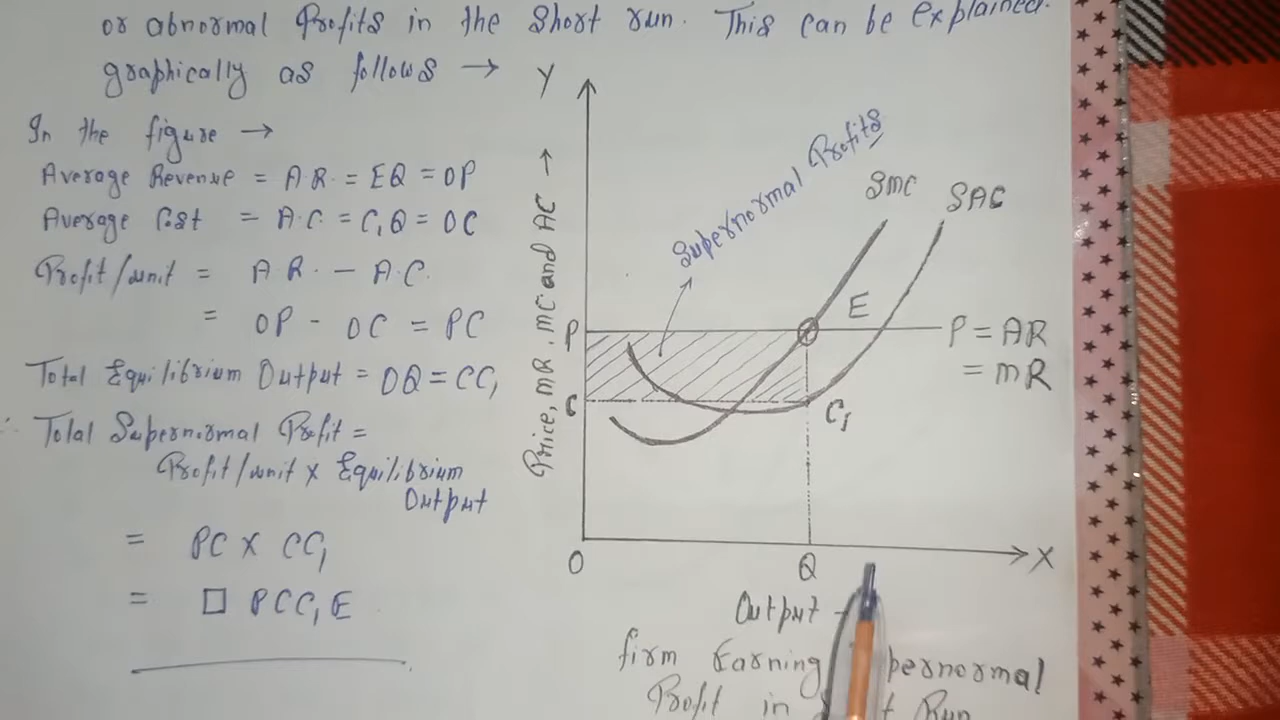 or abnormal Profits in the Short run. This can be explained
graphically as follows →
In the figure →
Average Revenue = A.R. = EQ = OP
Average Cost = A.C = C₁Q = OC
Profit/unit = A R. - A.C.
= OP - OC = PC
Total Equilibrium Output = OQ = CC₁
∴ Total Supernormal Profit =
Profit/unit x Equilibrium
Output
= PC x CC₁
= □ PCC₁E
Y
Price, MR, MC and AC →
Supernormal Profits
SMC
SAC
P
E
P = AR
= MR
C
C₁
O
Q
X
Output
firm Earning
Profit in Run